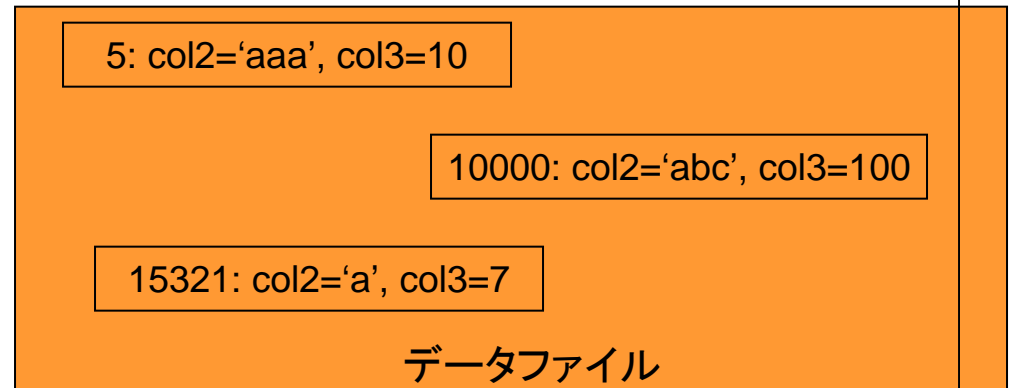 5: col2=‘aaa’, col3=10
10000: col2=‘abc’, col3=100
15321: col2=‘a’, col3=7
データファイル